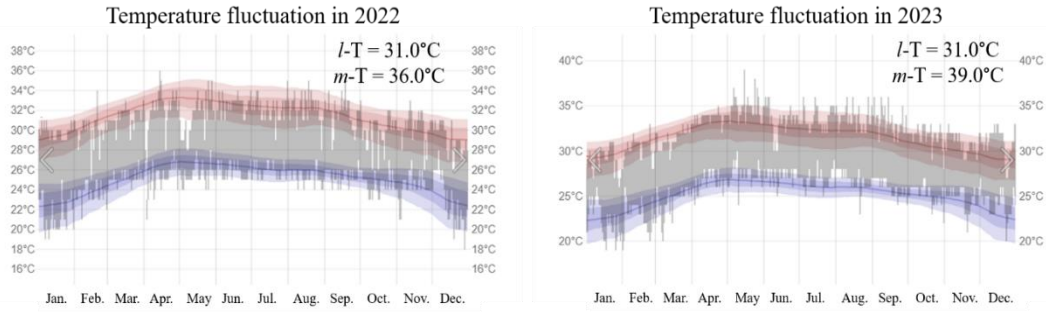 Temperature fluctuation in 2022
l-T = 31.0°C
m-T = 36.0°C
38°C 38°C
36°C 36°C
34°C 34°C
32°C 32°C
30°C 30°C
28°C 28°C
26°C 26°C
24°C 24°C
22°C 22°C
20°C 20°C
18°C 18°C
16°C 16°C
Jan. Feb. Mar. Apr. May Jun. Jul. Aug. Sep. Oct. Nov. Dec.
Temperature fluctuation in 2023
l-T = 31.0°C
m-T = 39.0°C
40°C 40°C
35°C 35°C
30°C 30°C
25°C 25°C
20°C 20°C
Jan. Feb. Mar. Apr. May Jun. Jul. Aug. Sep. Oct. Nov. Dec.